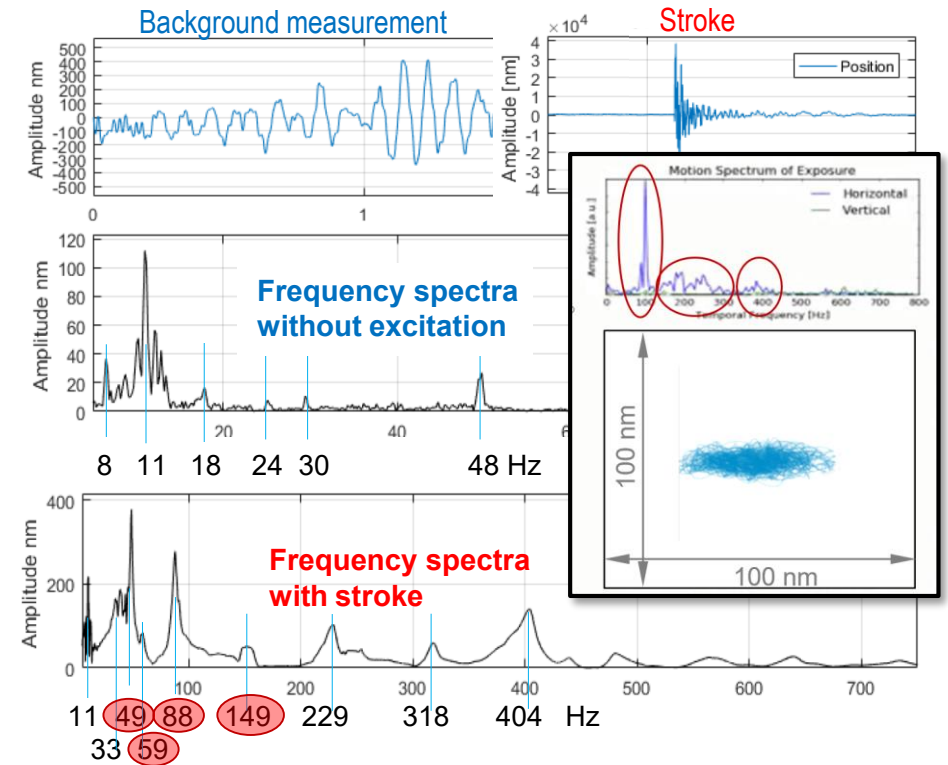 Background measurement
Stroke
Amplitude nm
500
400
300
200
100
0
-100
-200
-300
-400
-500
0
1
×10⁴
Amplitude [nm]
4
3
2
1
0
-1
-2
-3
-4
Position
Motion Spectrum of Exposure
Horizontal
Vertical
Amplitude [a.u.]
0 100 200 300 400 500 600 700 800
Temporal Frequency [Hz]
Amplitude nm
120
100
80
60
40
20
0
Frequency spectra
without excitation
20 40
8 11 18 24 30 48 Hz
100 nm
100 nm
Amplitude nm
400
200
0
Frequency spectra
with stroke
100 200 300 400 500 600 700
11 49 88 149 229 318 404 Hz
33 59